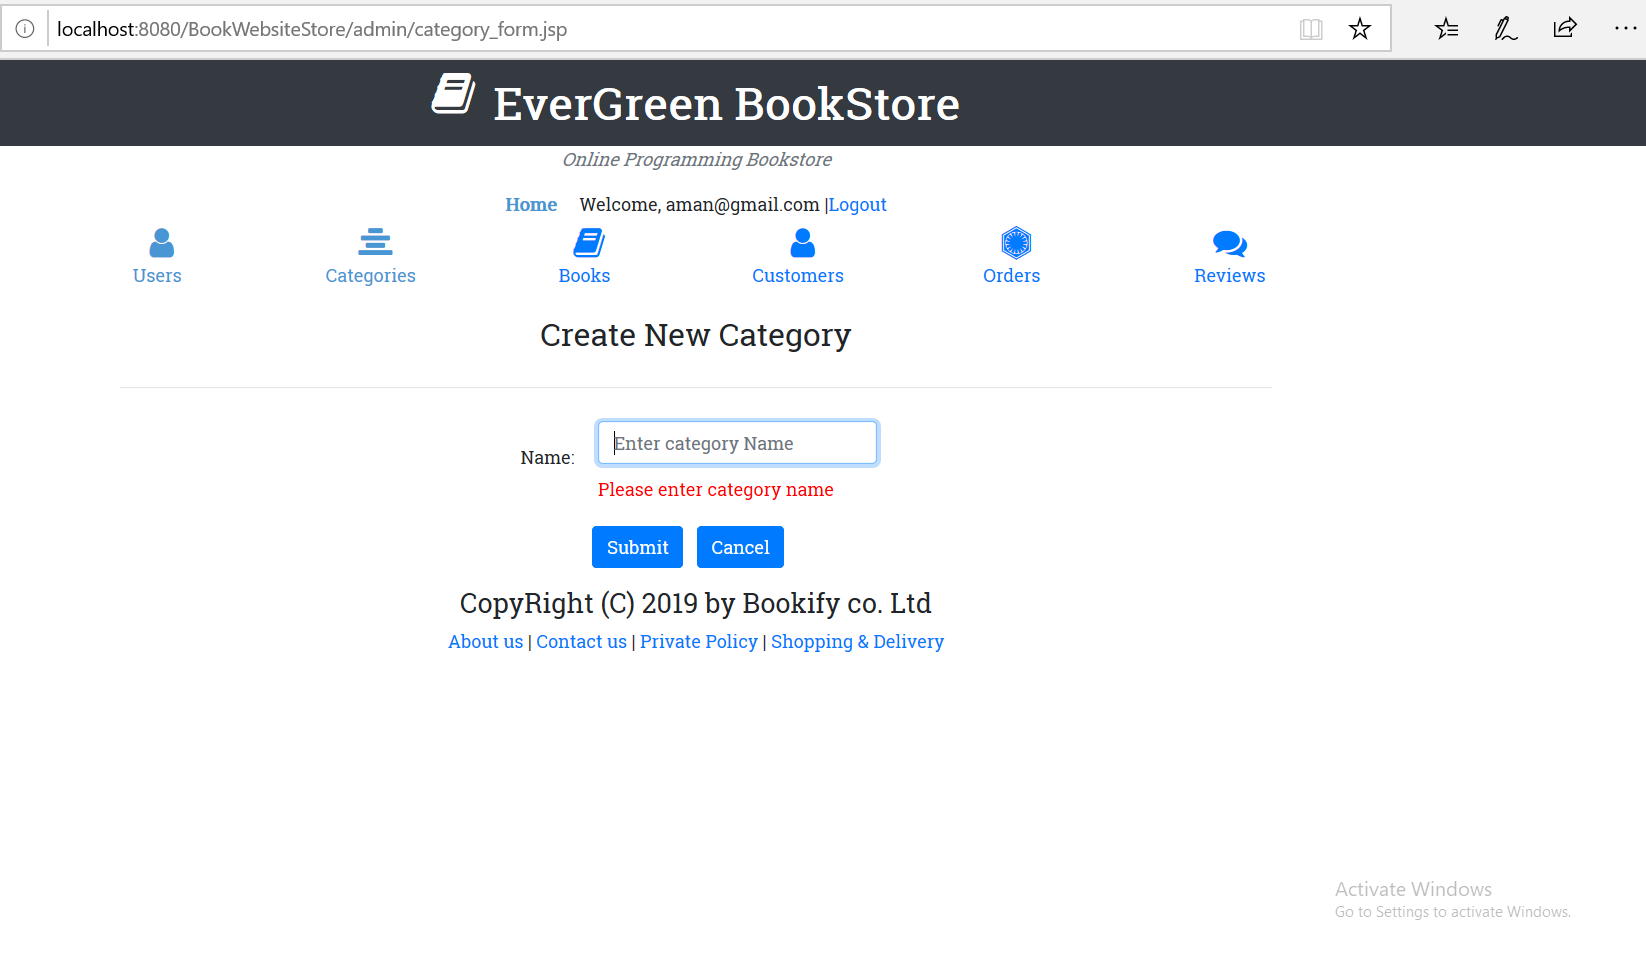 localhost:8080/BookWebsiteStore/admin/category_form.jsp
EverGreen BookStore
Online Programming Bookstore
Home Welcome, aman@gmail.com |Logout
Users Categories Books Customers Orders Reviews
Create New Category
Name: Enter category Name
Please enter category name
Submit Cancel
CopyRight (C) 2019 by Bookify co. Ltd
About us | Contact us | Private Policy | Shopping & Delivery
Activate Windows
Go to Settings to activate Windows.